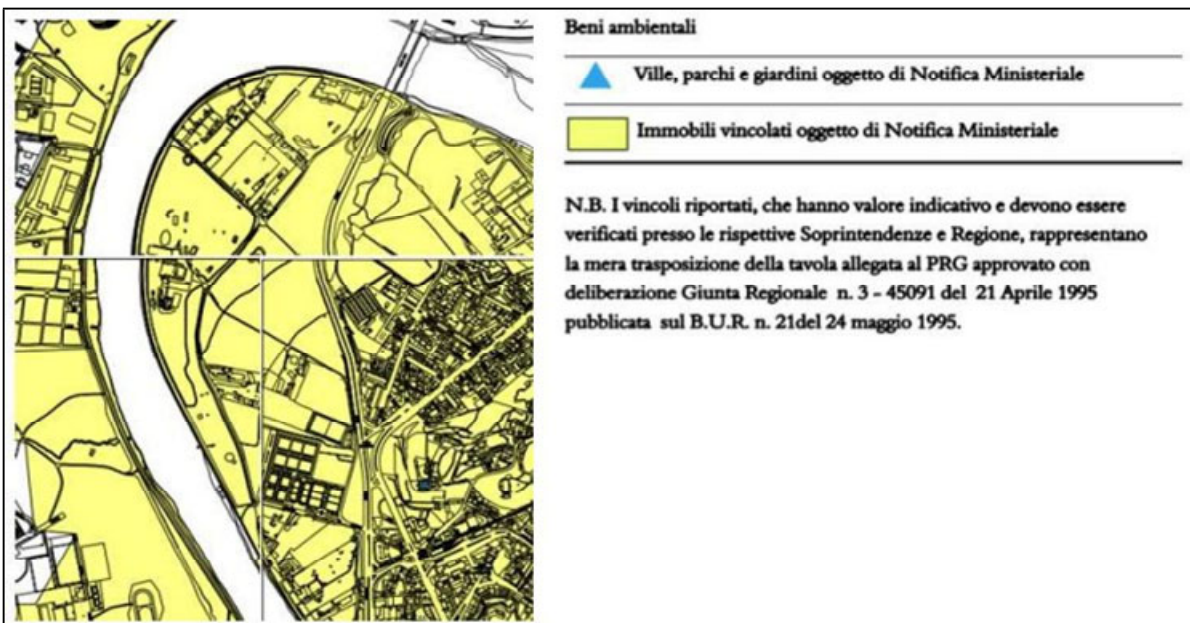 Beni ambientali
Ville, parchi e giardini oggetto di Notifica Ministeriale
Immobili vincolati oggetto di Notifica Ministeriale
N.B. I vincoli riportati, che hanno valore indicativo e devono essere
verificati presso le rispettive Soprintendenze e Regione, rappresentano
la mera trasposizione della tavola allegata al PRG approvato con
deliberazione Giunta Regionale n. 3 - 45091 del 21 Aprile 1995
pubblicata sul B.U.R. n. 21del 24 maggio 1995.